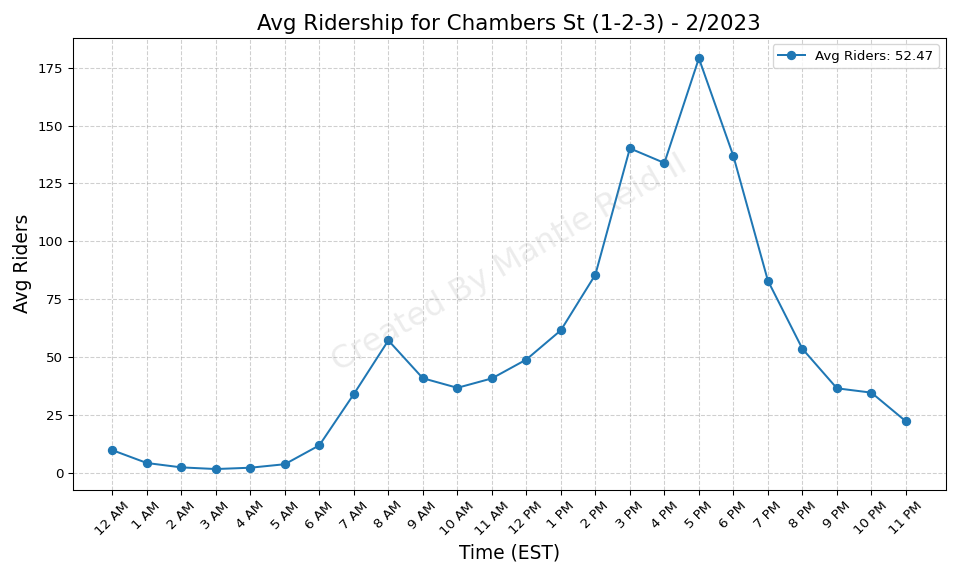 Avg Ridership for Chambers St (1-2-3) - 2/2023
Avg Riders: 52.47
175
150
125
100
75
50
25
0
Avg Riders
Created By Mantle Reid II
12 AM
1 AM
2 AM
3 AM
4 AM
5 AM
6 AM
7 AM
8 AM
9 AM
10 AM
11 AM
12 PM
1 PM
2 PM
3 PM
4 PM
5 PM
6 PM
7 PM
8 PM
9 PM
10 PM
11 PM
Time (EST)